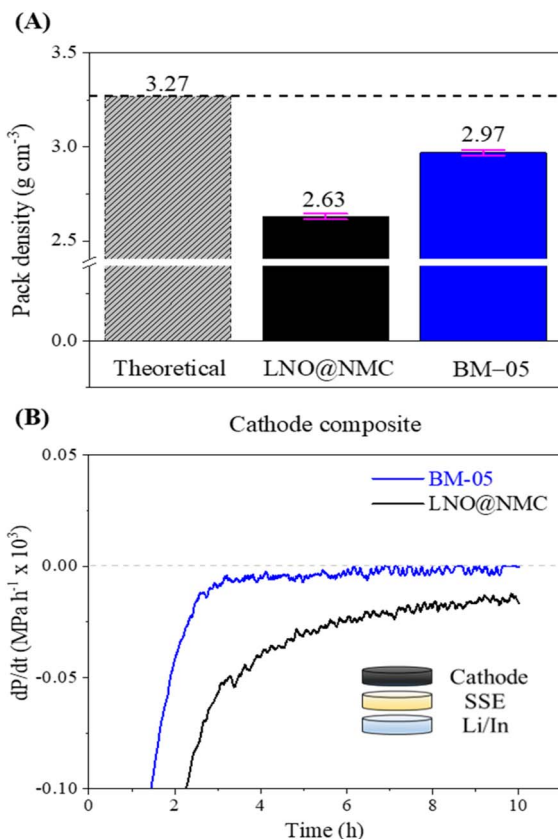 (A)
3.5
3.0
2.5
0.0
Pack density (g cm⁻³)
3.27
2.63
2.97
Theoretical
LNO@NMC
BM−05
(B)
Cathode composite
0.05
0.00
-0.05
-0.10
dP/dt (MPa h⁻¹ x 10³)
BM-05
LNO@NMC
Cathode
SSE
Li/In
0 2 4 6 8 10
Time (h)